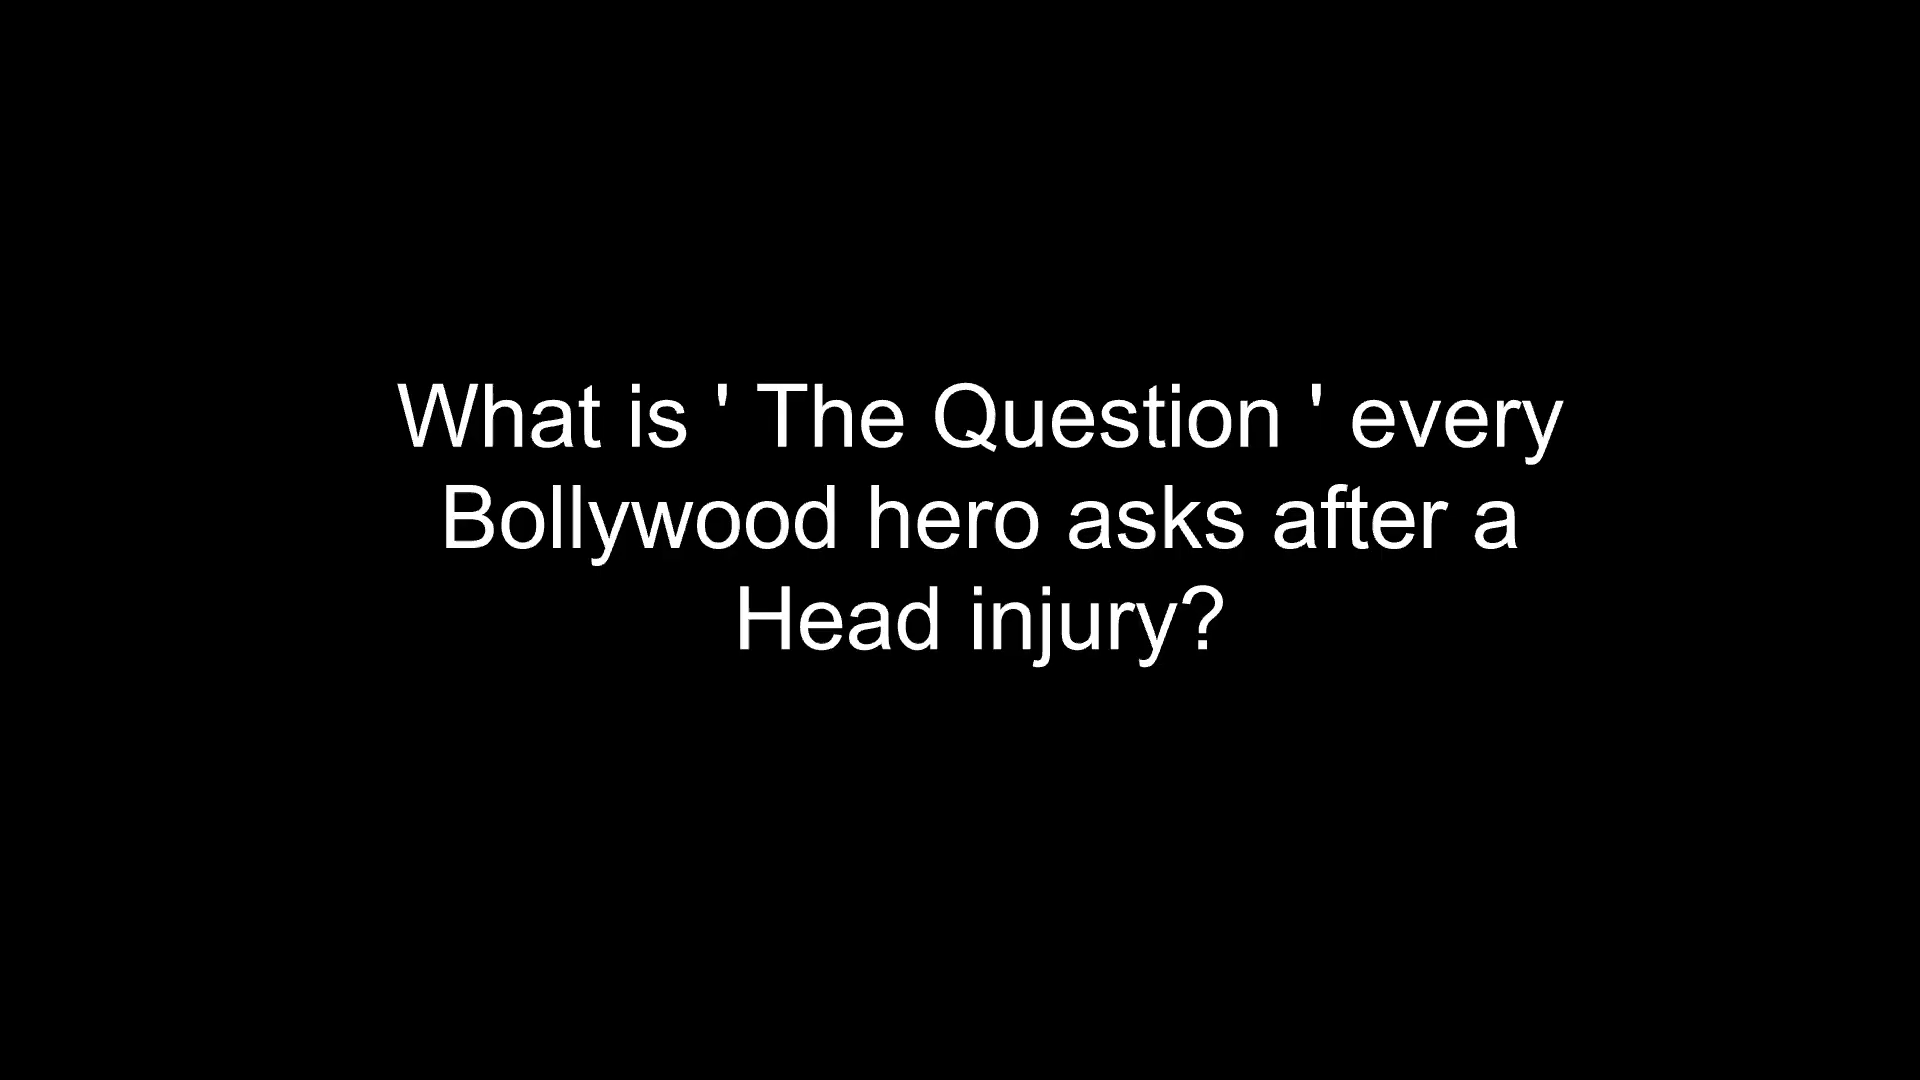 What is ' The Question ' every
Bollywood hero asks after a
Head injury?